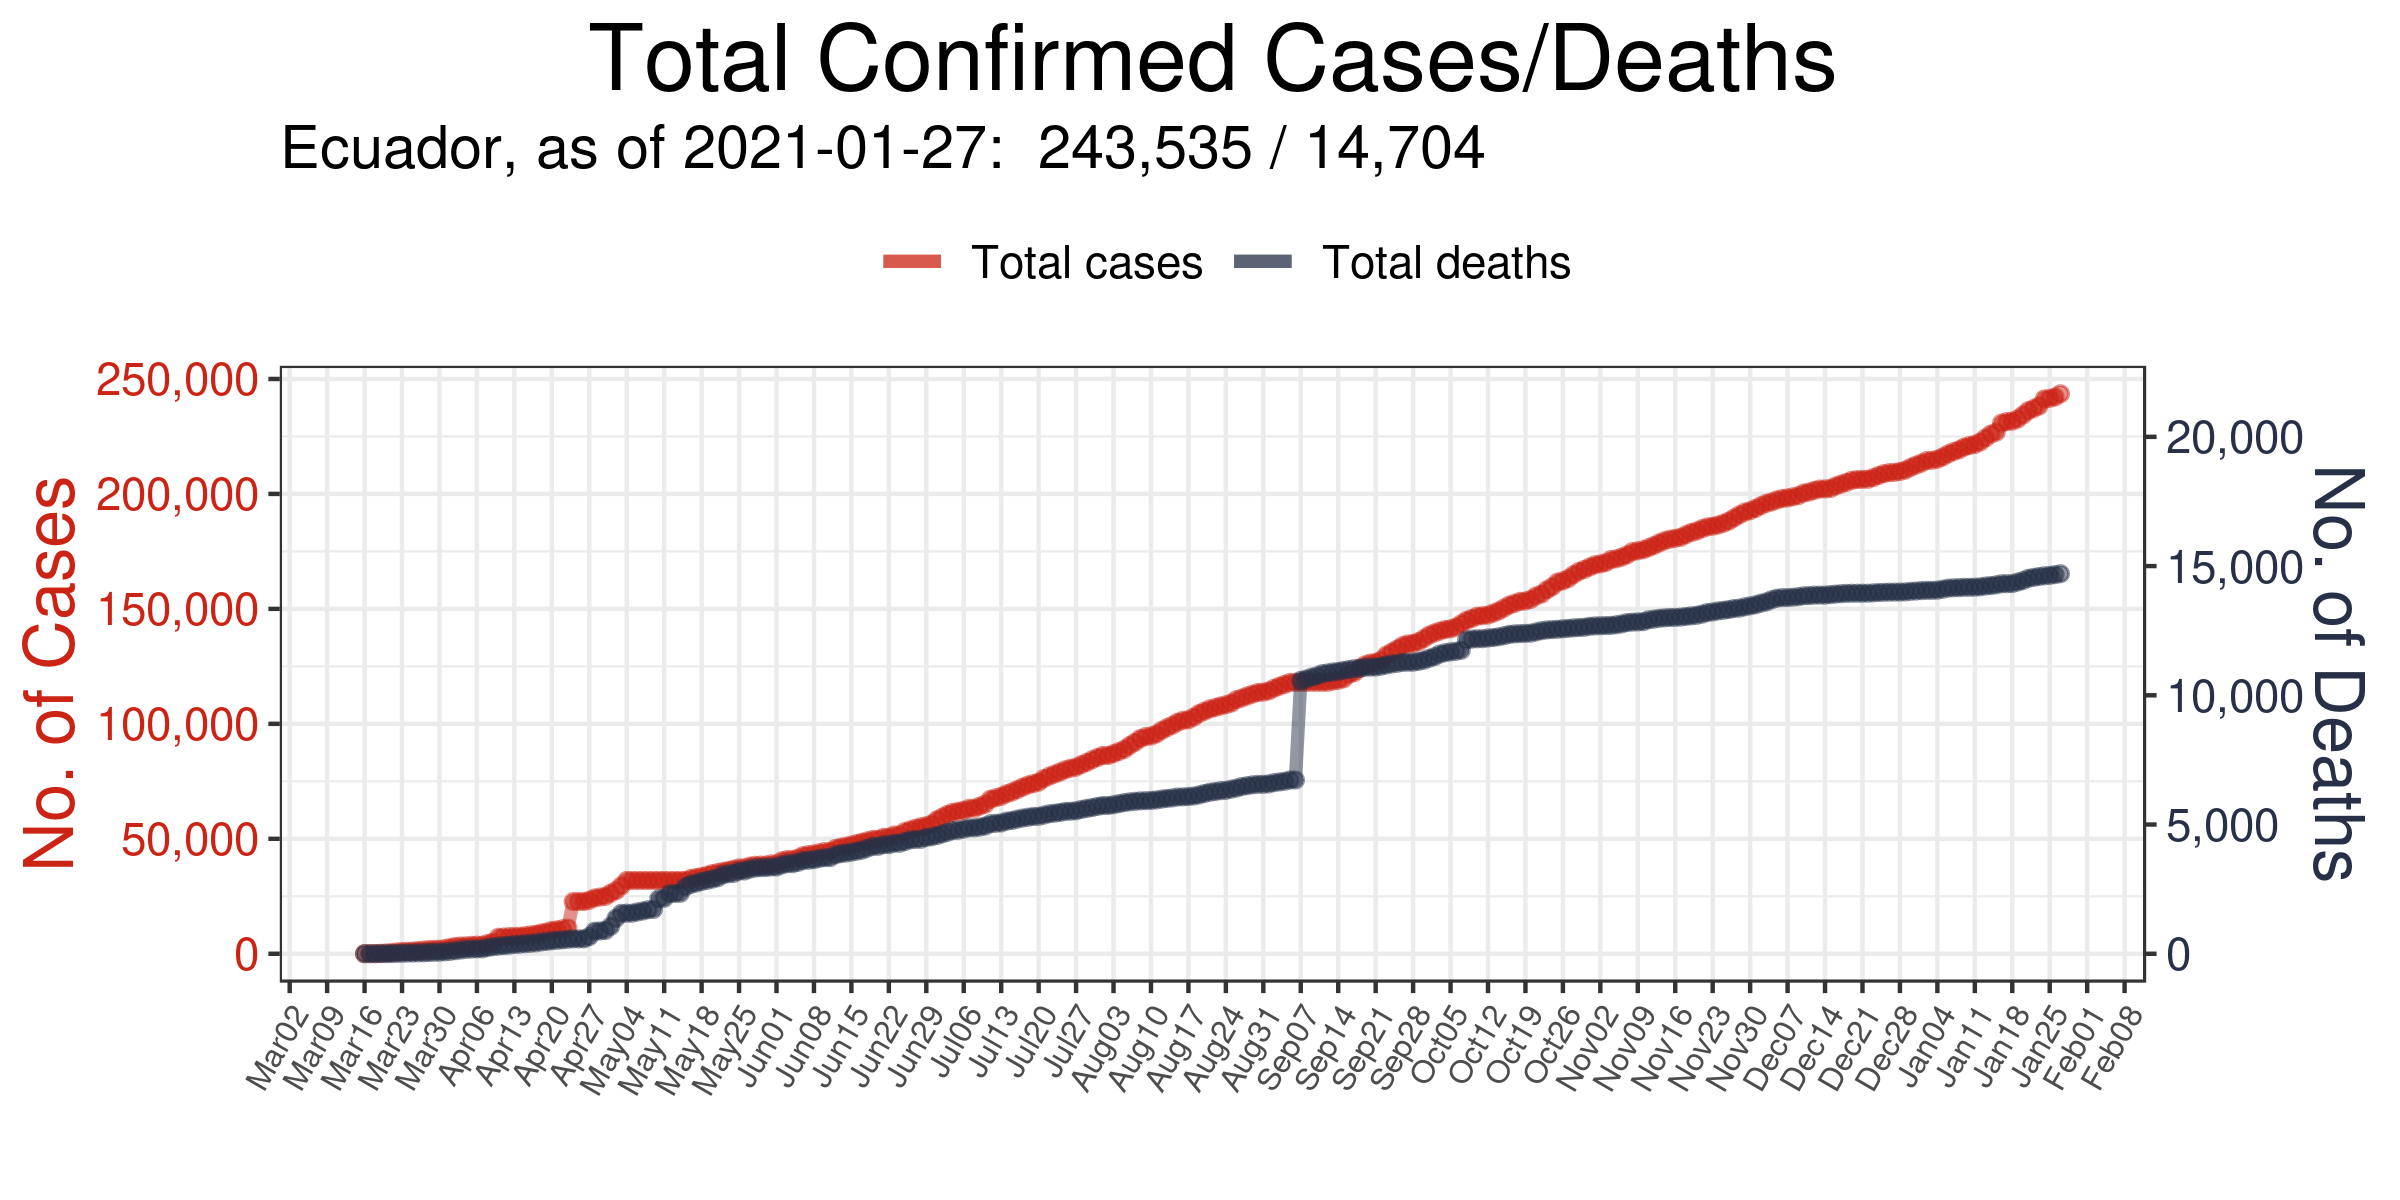 Total Confirmed Cases/Deaths
Ecuador, as of 2021-01-27:  243,535 / 14,704
Total cases
Total deaths
No. of Cases
250,000
200,000
150,000
100,000
50,000
0
20,000
15,000
10,000
5,000
0
No. of Deaths
Mar02
Mar09
Mar16
Mar23
Mar30
Apr06
Apr13
Apr20
Apr27
May04
May11
May18
May25
Jun01
Jun08
Jun15
Jun22
Jun29
Jul06
Jul13
Jul20
Jul27
Aug03
Aug10
Aug17
Aug24
Aug31
Sep07
Sep14
Sep21
Sep28
Oct05
Oct12
Oct19
Oct26
Nov02
Nov09
Nov16
Nov23
Nov30
Dec07
Dec14
Dec21
Dec28
Jan04
Jan11
Jan18
Jan25
Feb01
Feb08